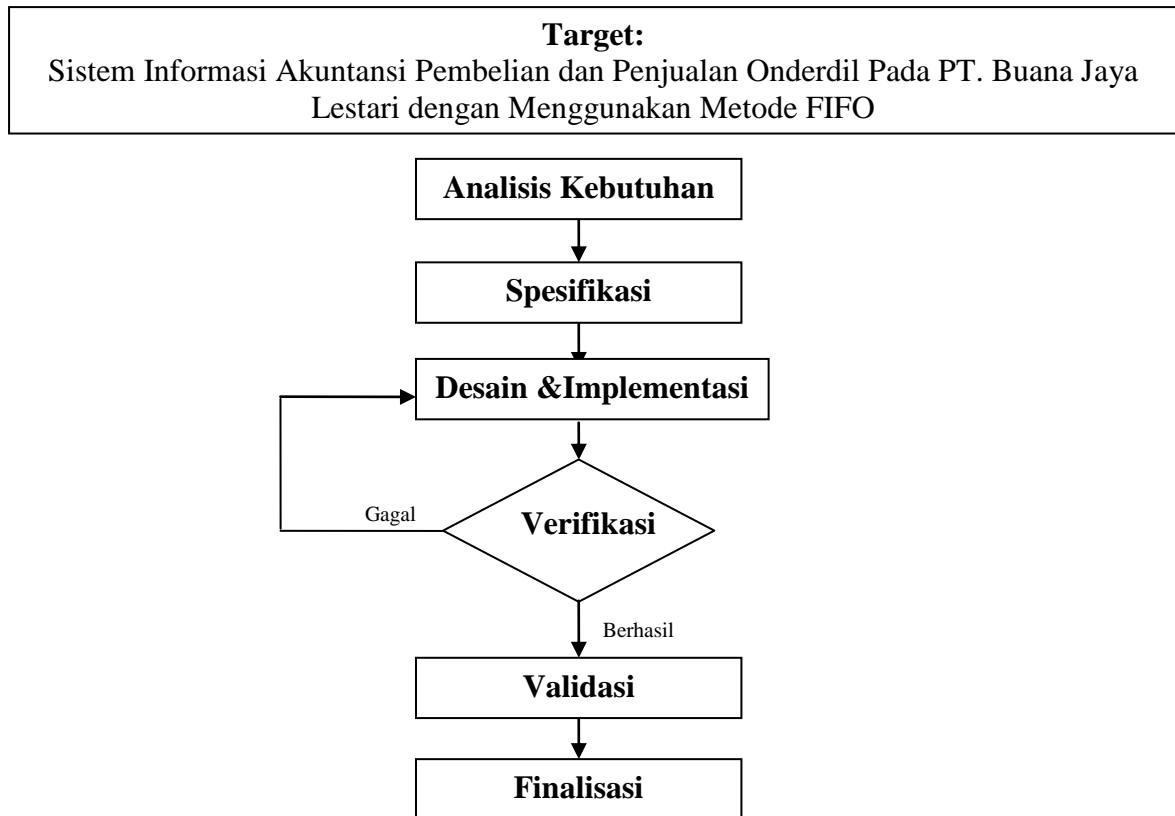 Target:
Sistem Informasi Akuntansi Pembelian dan Penjualan Onderdil Pada PT. Buana Jaya
Lestari dengan Menggunakan Metode FIFO
Analisis Kebutuhan
Spesifikasi
Desain &Implementasi
Gagal
Verifikasi
Berhasil
Validasi
Finalisasi